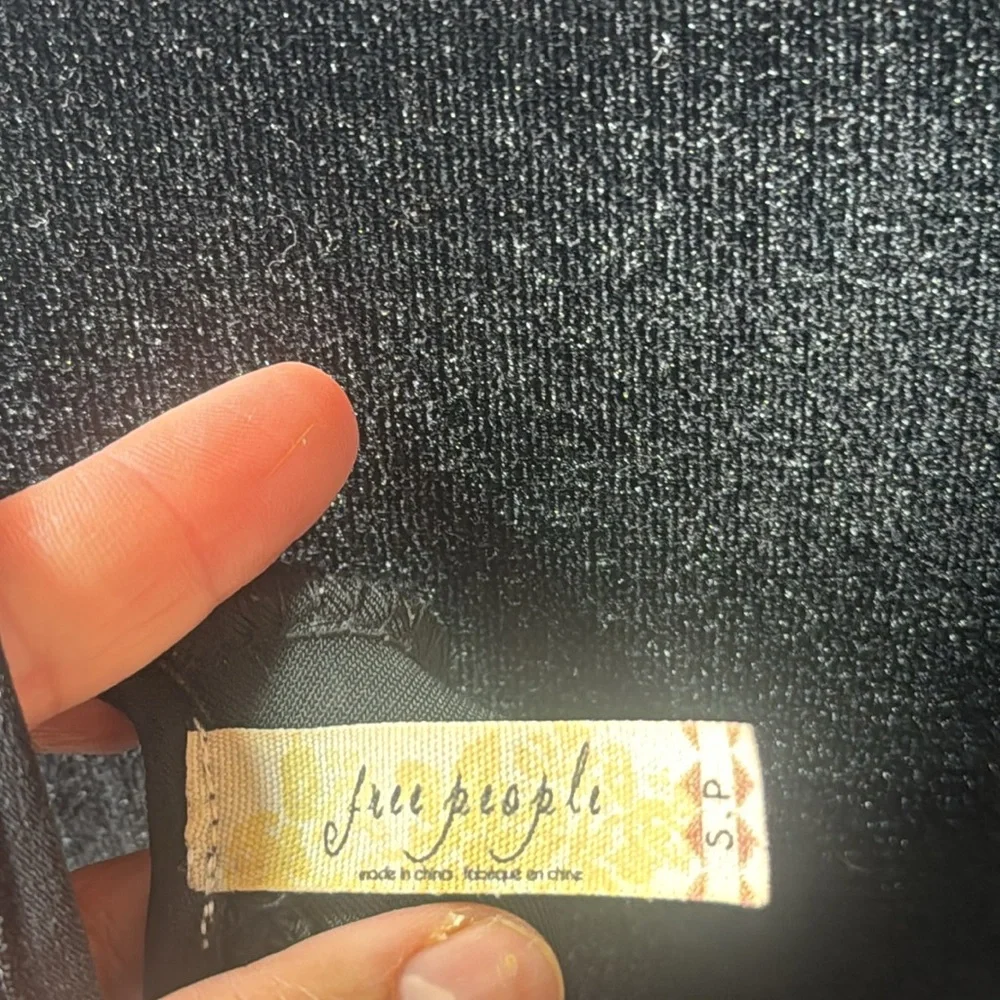 free people
made in china fabriqué en chine
S.P